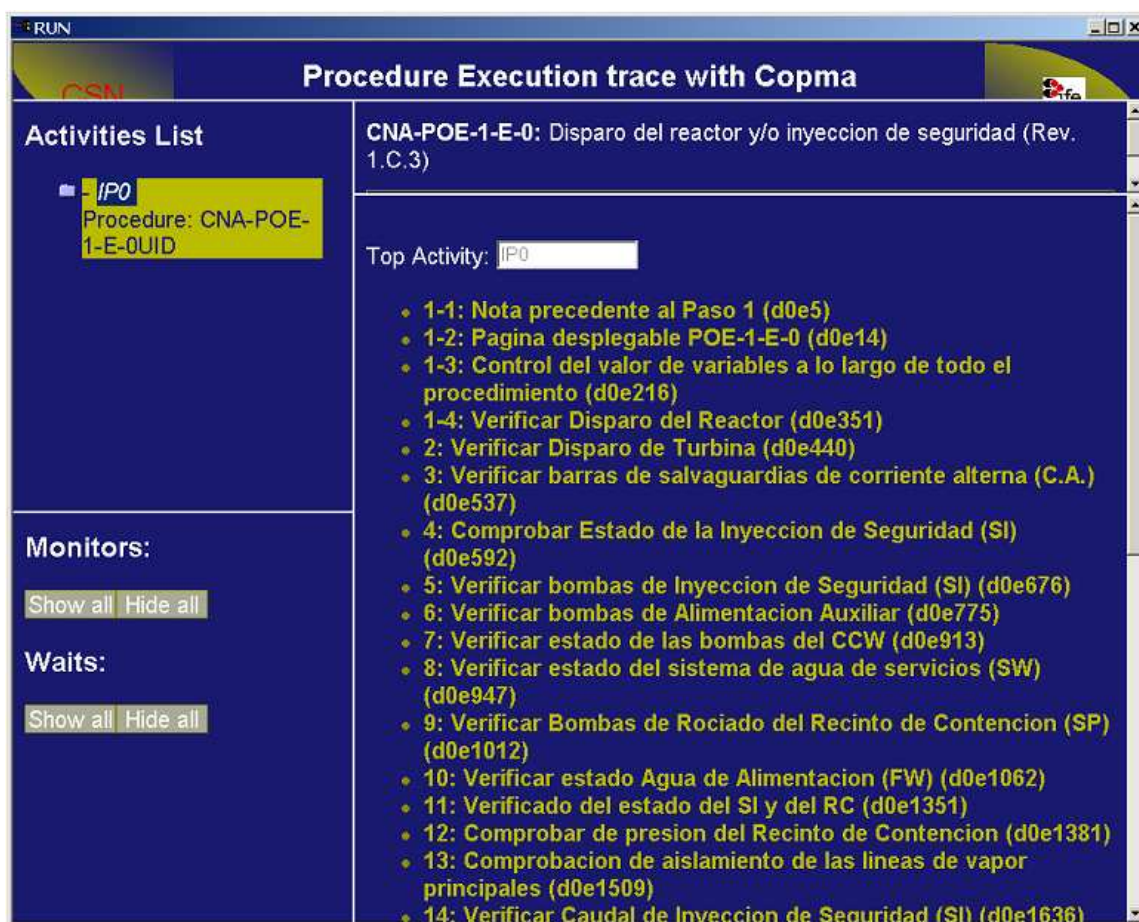 RUN
Procedure Execution trace with Copma
CSN
ife
Activities List
- IP0
Procedure: CNA-POE-
1-E-0UID
CNA-POE-1-E-0: Disparo del reactor y/o inyeccion de seguridad (Rev.
1.C.3)
Top Activity: IP0
1-1: Nota precedente al Paso 1 (d0e5)
1-2: Pagina desplegable POE-1-E-0 (d0e14)
1-3: Control del valor de variables a lo largo de todo el
procedimiento (d0e216)
1-4: Verificar Disparo del Reactor (d0e351)
2: Verificar Disparo de Turbina (d0e440)
3: Verificar barras de salvaguardias de corriente alterna (C.A.)
(d0e537)
4: Comprobar Estado de la Inyeccion de Seguridad (SI)
(d0e592)
5: Verificar bombas de Inyeccion de Seguridad (SI) (d0e676)
6: Verificar bombas de Alimentacion Auxiliar (d0e775)
7: Verificar estado de las bombas del CCW (d0e913)
8: Verificar estado del sistema de agua de servicios (SW)
(d0e947)
9: Verificar Bombas de Rociado del Recinto de Contencion (SP)
(d0e1012)
10: Verificar estado Agua de Alimentacion (FW) (d0e1062)
11: Verificado del estado del SI y del RC (d0e1351)
12: Comprobar de presion del Recinto de Contencion (d0e1381)
13: Comprobacion de aislamiento de las lineas de vapor
principales (d0e1509)
14: Verificar Caudal de Inyeccion de Seguridad (SI) (d0e1636)
Monitors:
Show all Hide all
Waits:
Show all Hide all